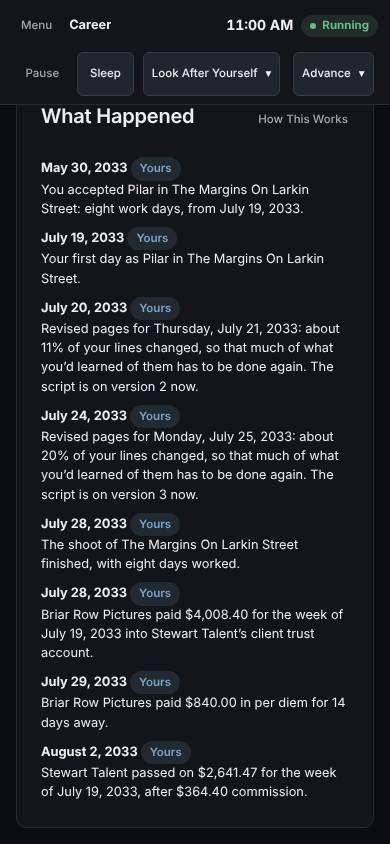 Menu Career 11:00 AM Running
Pause Sleep Look After Yourself ▾ Advance ▾
What Happened How This Works
May 30, 2033 Yours
You accepted Pilar in The Margins On Larkin
Street: eight work days, from July 19, 2033.
July 19, 2033 Yours
Your first day as Pilar in The Margins On Larkin
Street.
July 20, 2033 Yours
Revised pages for Thursday, July 21, 2033: about
11% of your lines changed, so that much of what
you’d learned of them has to be done again. The
script is on version 2 now.
July 24, 2033 Yours
Revised pages for Monday, July 25, 2033: about
20% of your lines changed, so that much of what
you’d learned of them has to be done again. The
script is on version 3 now.
July 28, 2033 Yours
The shoot of The Margins On Larkin Street
finished, with eight days worked.
July 28, 2033 Yours
Briar Row Pictures paid $4,008.40 for the week of
July 19, 2033 into Stewart Talent’s client trust
account.
July 29, 2033 Yours
Briar Row Pictures paid $840.00 in per diem for 14
days away.
August 2, 2033 Yours
Stewart Talent passed on $2,641.47 for the week
of July 19, 2033, after $364.40 commission.